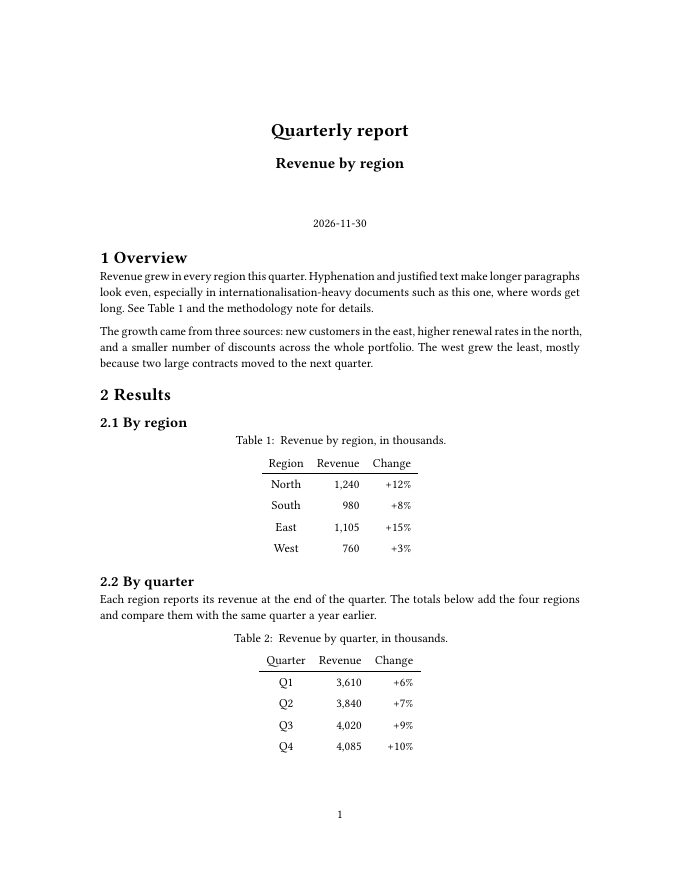 Quarterly report
Revenue by region
2026-11-30
1 Overview
Revenue grew in every region this quarter. Hyphenation and justified text make longer paragraphs
look even, especially in internationalisation-heavy documents such as this one, where words get
long. See Table 1 and the methodology note for details.
The growth came from three sources: new customers in the east, higher renewal rates in the north,
and a smaller number of discounts across the whole portfolio. The west grew the least, mostly
because two large contracts moved to the next quarter.
2 Results
2.1 By region
Table 1: Revenue by region, in thousands.
Region Revenue Change
North 1,240 +12%
South 980 +8%
East 1,105 +15%
West 760 +3%
2.2 By quarter
Each region reports its revenue at the end of the quarter. The totals below add the four regions
and compare them with the same quarter a year earlier.
Table 2: Revenue by quarter, in thousands.
Quarter Revenue Change
Q1 3,610 +6%
Q2 3,840 +7%
Q3 4,020 +9%
Q4 4,085 +10%
1